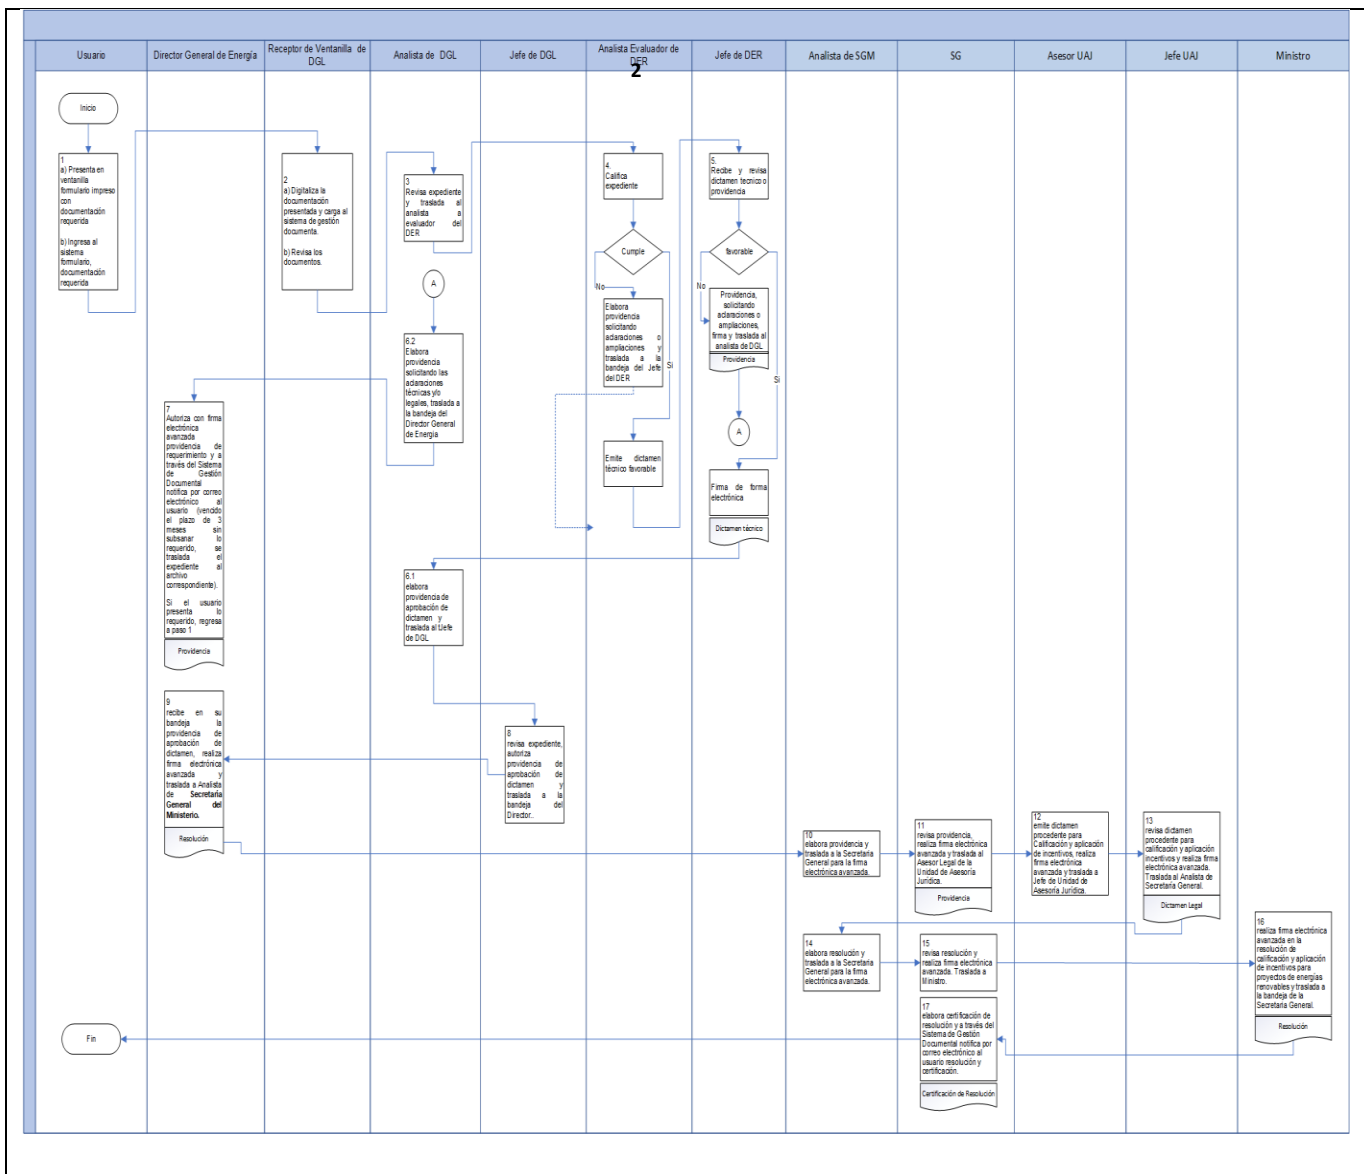 Usuario
Director General de Energía
Receptor de Ventanilla de
DGL
Analista de DGL
Jefe de DGL
Analista Evaluador de
DER
2
Jefe de DER
Analista de SGM
SG
Asesor UAJ
Jefe UAJ
Ministro
Inicio
1
a) Presenta en
ventanilla
formulario impreso
con
documentación
requerida
b) Ingresa al
sistema
formulario,
documentación
requerida
2
a) Digitaliza la
documentación
presentada y carga al
sistema de gestión
documenta.
b) Revisa los
documentos.
3
Revisa expediente
y traslada al
analista a
evaluador del
DER
4.
Califica
expediente
5.
Recibe y revisa
dictamen tecnico o
providencia
Cumple
favorable
A
No
Elabora
providencia
solicitando
aclaraciones o
ampliaciones y
traslada a la
bandeja del Jefe
del DER
Si
No
Providencia,
solicitando
aclaraciones o
ampliaciones,
firma y traslada al
analista de DGL
Providencia
Si
6.2
Elabora
providencia
solicitando las
aclaraciones
técnicas y/o
legales, traslada a
la bandeja del
Director General
de Energía
7
Autoriza con firma
electrónica
avanzada
providencia de
requerimiento y a
través del Sistema
de Gestión
Documental
notifica por correo
electrónico al
usuario (vencido
el plazo de 3
meses sin
subsanar lo
requerido, se
traslada el
expediente al
archivo
correspondiente).
Si el usuario
presenta lo
requerido, regresa
a paso 1
Providencia
A
Emite dictamen
técnico favorable
Firma de forma
electrónica
Dictamen técnico
6.1
elabora
providencia de
aprobación de
dictamen y
traslada al tJefe
de DGL
9
recibe en su
bandeja la
providencia de
aprobación de
dictamen, realiza
firma electrónica
avanzada y
traslada a Analista
de Secretaría
General del
Ministerio.
Resolución
8
revisa expediente,
autoriza
providencia de
aprobación de
dictamen y
traslada a la
bandeja del
Director..
10
elabora providencia y
traslada a la Secretaria
General para la firma
electrónica avanzada.
11
revisa providencia,
realiza firma electrónica
avanzada y traslada al
Asesor Legal de la
Unidad de Asesoría
Jurídica.
Providencia
12
emite dictamen
procedente para
Calificación y aplicación
de incentivos, realiza
firma electrónica
avanzada y traslada a
Jefe de Unidad de
Asesoría Jurídica.
13
revisa dictamen
procedente para
calificación y aplicación
incentivos y realiza firma
electrónica avanzada.
Traslada al Analista de
Secretaría General.
Dictamen Legal
14
elabora resolución y
traslada a la Secretaria
General para la firma
electrónica avanzada.
15
revisa resolución y
realiza firma electrónica
avanzada. Traslada a
Ministro.
16
realiza firma electrónica
avanzada en la
resolución de
calificación y aplicación
de incentivos para
proyectos de energías
renovables y traslada a
la bandeja de la
Secretaria General.
Resolución
17
elabora certificación de
resolución y a través del
Sistema de Gestión
Documental notifica por
correo electrónico al
usuario resolución y
certificación.
Certificación de Resolución
Fin